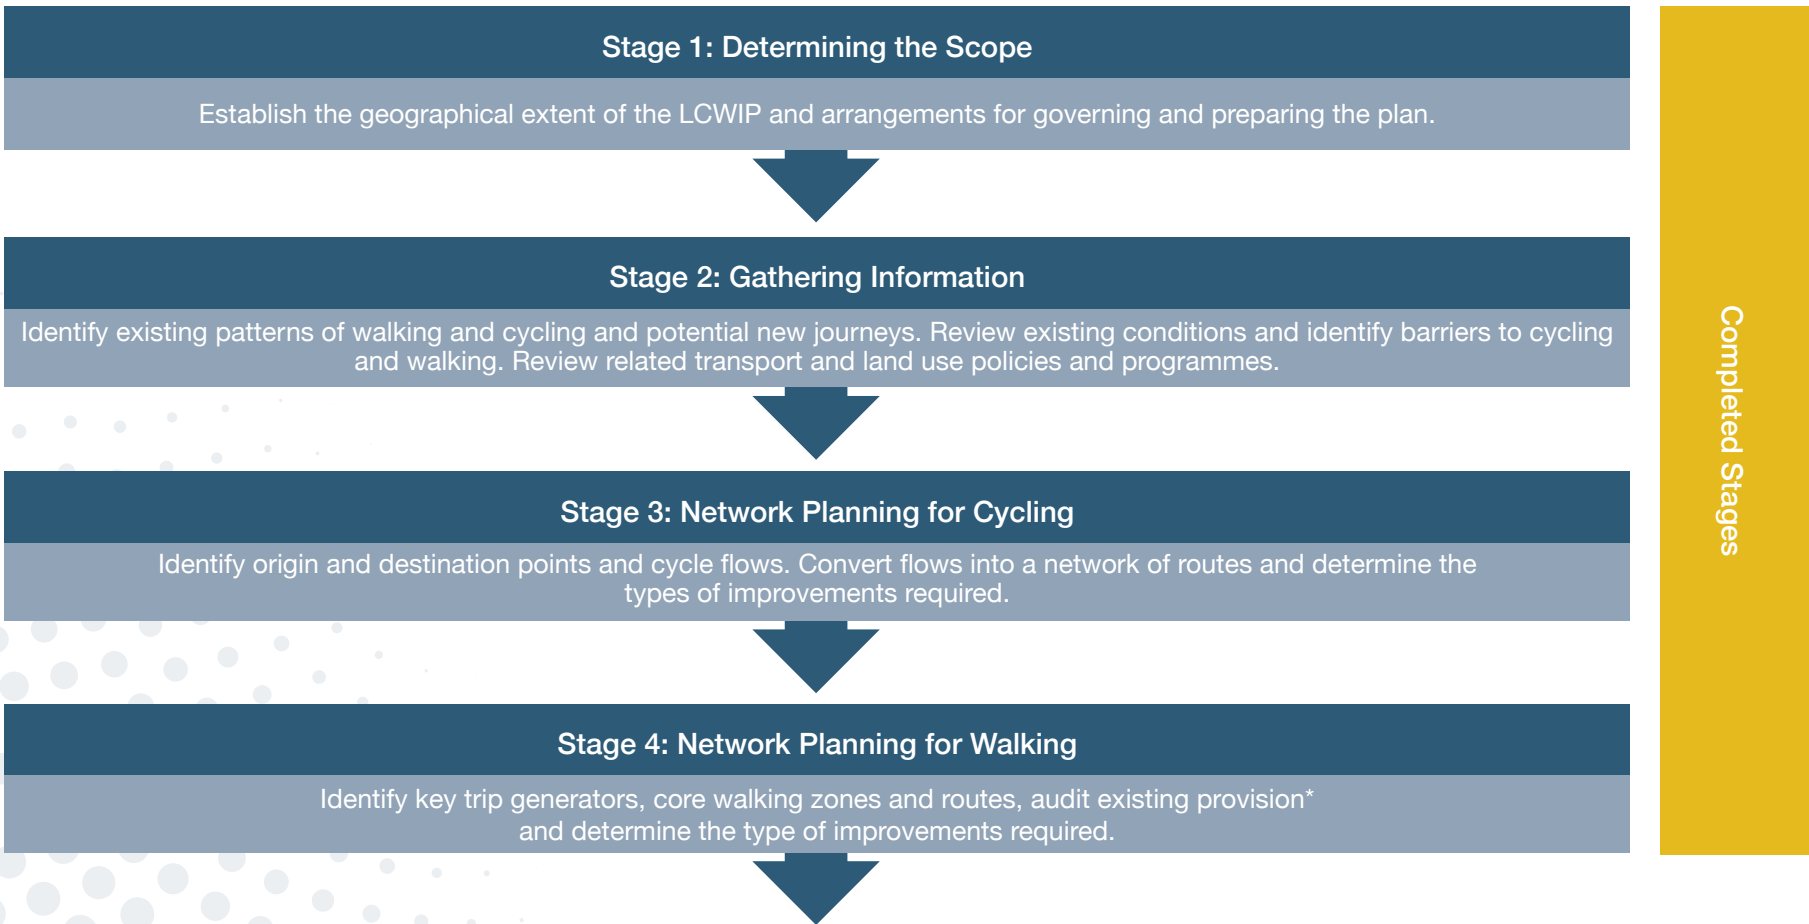 Stage 1: Determining the Scope
Establish the geographical extent of the LCWIP and arrangements for governing and preparing the plan.
Stage 2: Gathering Information
Identify existing patterns of walking and cycling and potential new journeys. Review existing conditions and identify barriers to cycling
and walking. Review related transport and land use policies and programmes.
Stage 3: Network Planning for Cycling
Identify origin and destination points and cycle flows. Convert flows into a network of routes and determine the
types of improvements required.
Stage 4: Network Planning for Walking
Identify key trip generators, core walking zones and routes, audit existing provision*
and determine the type of improvements required.
Completed Stages